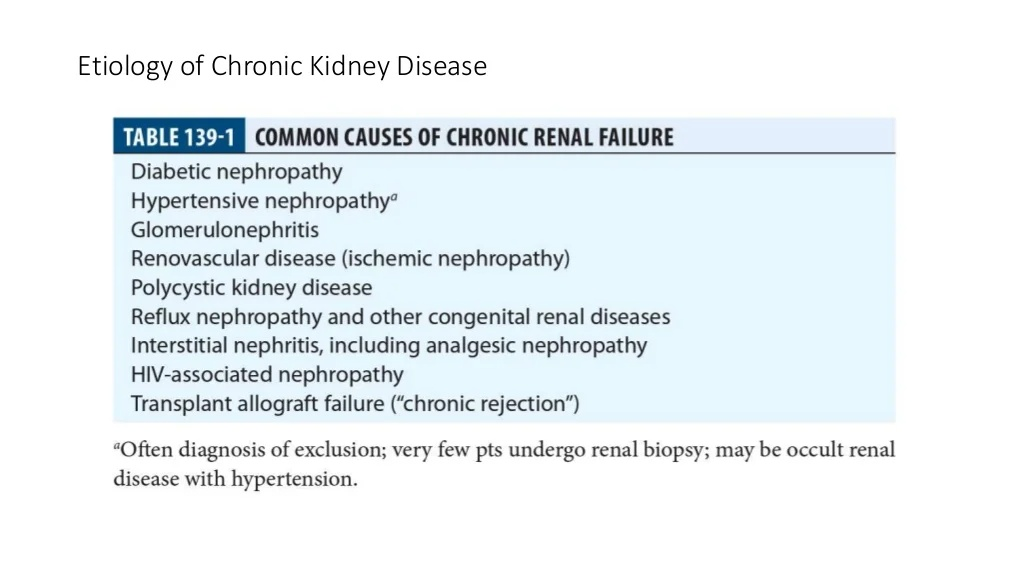 Etiology of Chronic Kidney Disease
TABLE 139-1 COMMON CAUSES OF CHRONIC RENAL FAILURE
Diabetic nephropathy
Hypertensive nephropathyᵃ
Glomerulonephritis
Renovascular disease (ischemic nephropathy)
Polycystic kidney disease
Reflux nephropathy and other congenital renal diseases
Interstitial nephritis, including analgesic nephropathy
HIV-associated nephropathy
Transplant allograft failure (“chronic rejection”)
ᵃOften diagnosis of exclusion; very few pts undergo renal biopsy; may be occult renal
disease with hypertension.